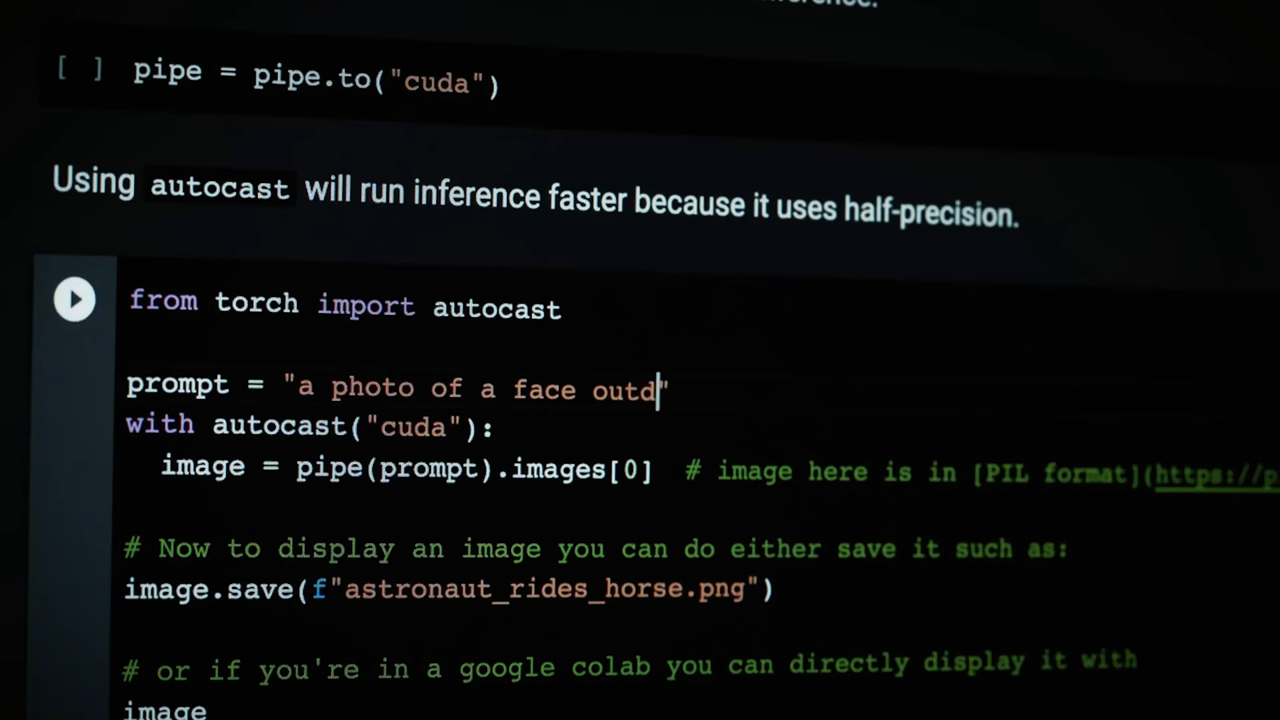 [ ] pipe = pipe.to("cuda")
Using autocast will run inference faster because it uses half-precision.
from torch import autocast
prompt = "a photo of a face outd"
with autocast("cuda"):
image = pipe(prompt).images[0] # image here is in [PIL format](https://p
# Now to display an image you can do either save it such as:
image.save(f"astronaut_rides_horse.png")
# or if you're in a google colab you can directly display it with
image